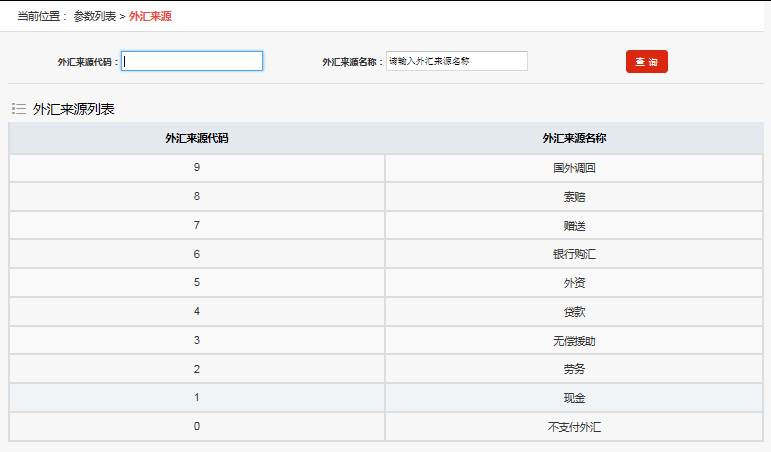 当前位置： 参数列表 > 外汇来源
外汇来源代码： 外汇来源名称： 请输入外汇来源名称 查 询
外汇来源列表
外汇来源代码 外汇来源名称
9 国外调回
8 索赔
7 赠送
6 银行购汇
5 外资
4 贷款
3 无偿援助
2 劳务
1 现金
0 不支付外汇